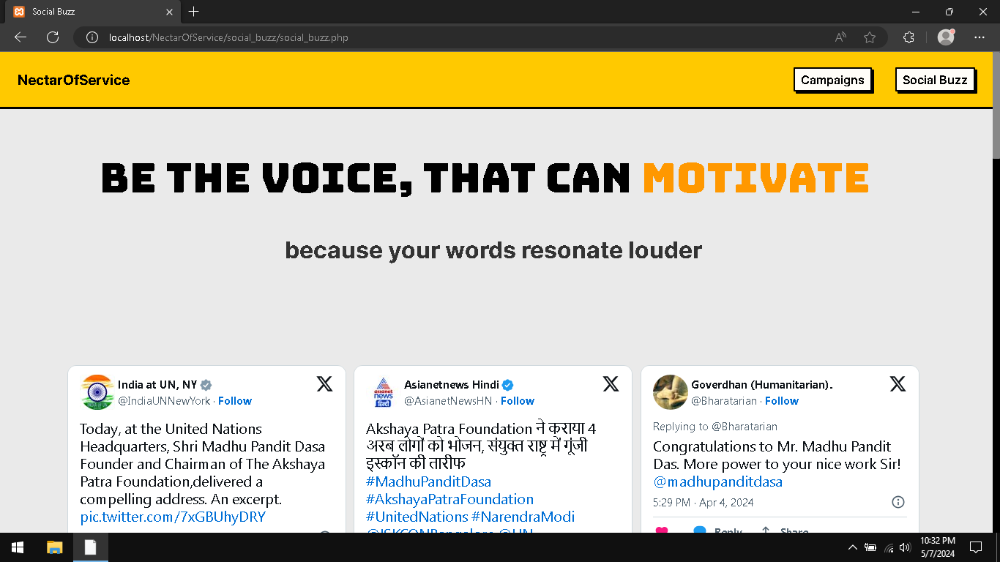 Social Buzz
localhost/NectarOfService/social_buzz/social_buzz.php
NectarOfService
Campaigns
Social Buzz
BE THE VOICE, THAT CAN MOTIVATE
because your words resonate louder
India at UN, NY
@IndiaUNNewYork · Follow
Today, at the United Nations
Headquarters, Shri Madhu Pandit Dasa
Founder and Chairman of The Akshaya
Patra Foundation,delivered a
compelling address. An excerpt.
pic.twitter.com/7xGBUhyDRY
asianet
news
हिन्दी
Asianetnews Hindi
@AsianetNewsHN · Follow
Akshaya Patra Foundation ने कराया 4
अरब लोगों को भोजन, संयुक्त राष्ट्र में गूंजी
इस्कॉन की तारीफ
#MadhuPanditDasa
#AkshayaPatraFoundation
#UnitedNations #NarendraModi
@ISKCONBangalore @UN
Goverdhan (Humanitarian).
@Bharatarian · Follow
Replying to @Bharatarian
Congratulations to Mr. Madhu Pandit
Das. More power to your nice work Sir!
@madhupanditdasa
5:29 PM · Apr 4, 2024
Reply
Share
10:32 PM
5/7/2024